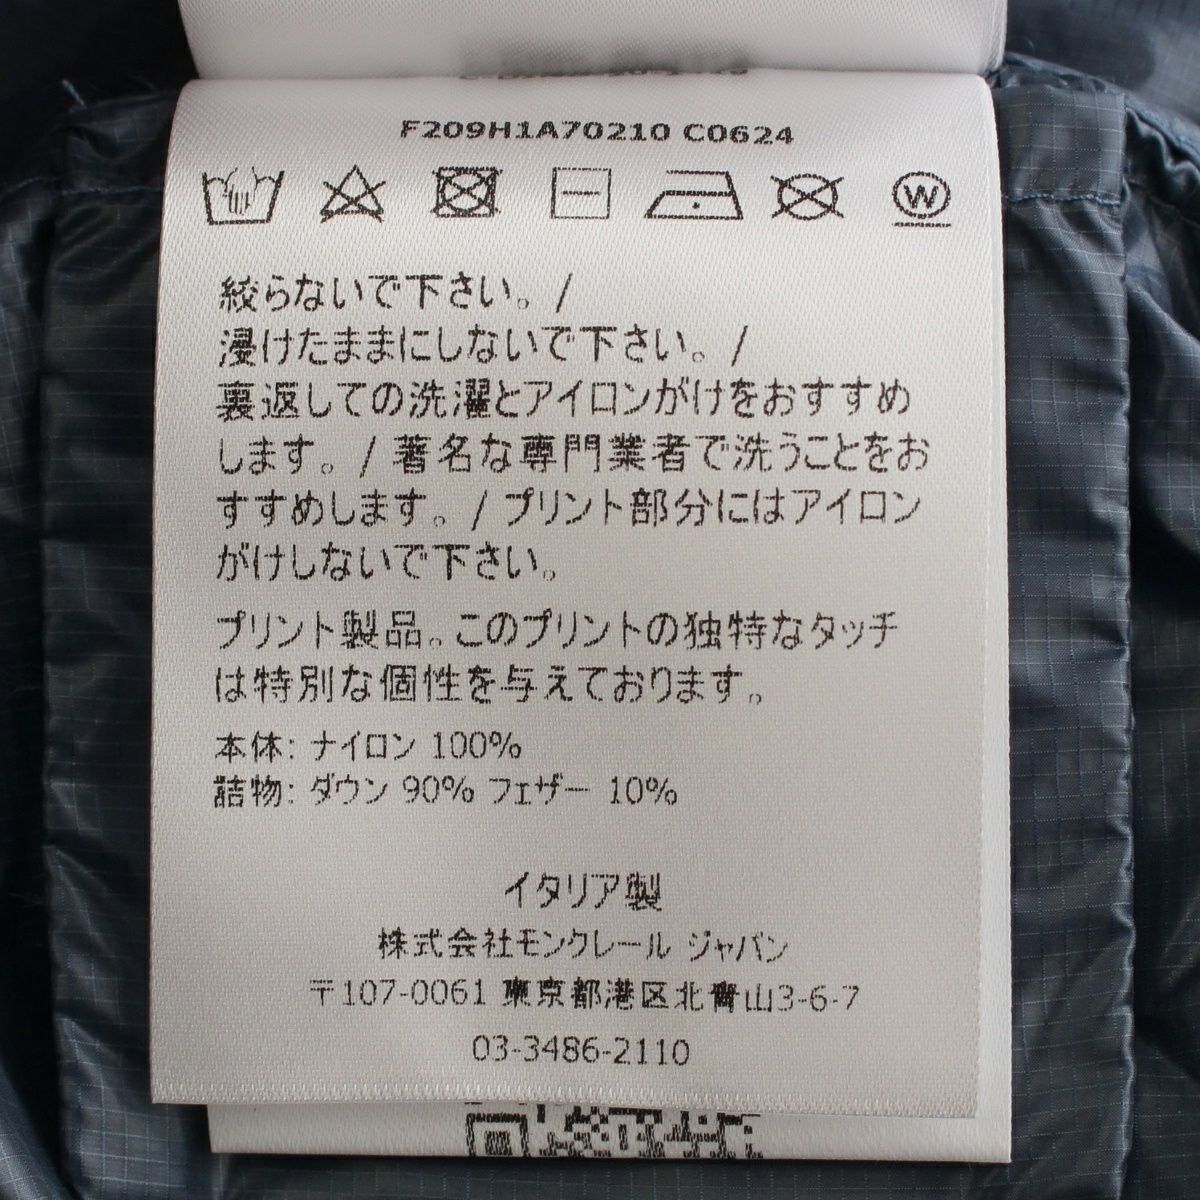 F209H1A70210 C0624
W
絞らないで下さい。/
浸けたままにしないで下さい。/
裏返しての洗濯とアイロンがけをおすすめ
します。/ 著名な専門業者で洗うことをお
すすめします。/ プリント部分にはアイロン
がけしないで下さい。
プリント製品。このプリントの独特なタッチ
は特別な個性を与えております。
本体: ナイロン 100%
詰物: ダウン 90% フェザー 10%
イタリア製
株式会社モンクレール ジャパン
〒107-0061 東京都港区北青山3-6-7
03-3486-2110